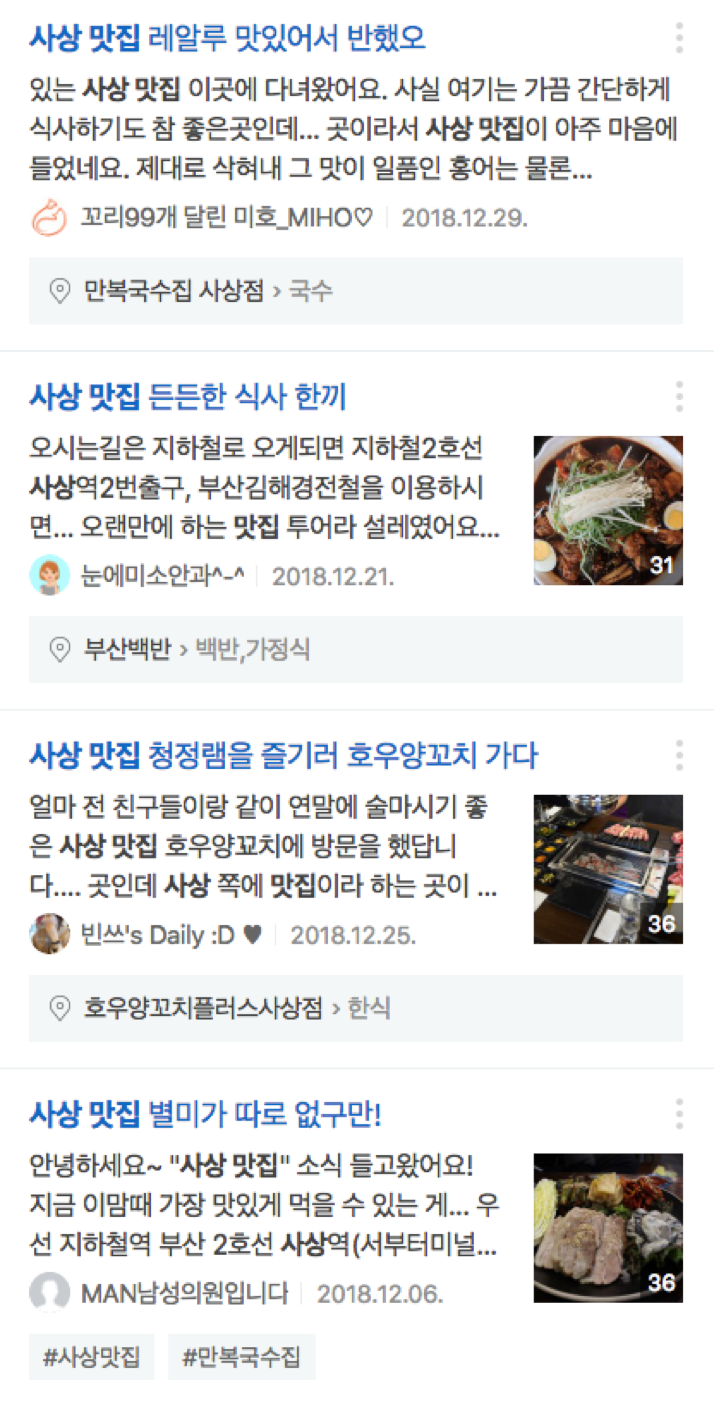 사상 맛집 레알루 맛있어서 반했오
있는 사상 맛집 이곳에 다녀왔어요. 사실 여기는 가끔 간단하게
식사하기도 참 좋은곳인데... 곳이라서 사상 맛집이 아주 마음에
들었네요. 제대로 삭혀내 그 맛이 일품인 홍어는 물론...
꼬리99개 달린 미호_MIHO♡ 2018.12.29.
만복국수집 사상점 › 국수
사상 맛집 든든한 식사 한끼
오시는길은 지하철로 오게되면 지하철2호선
사상역2번출구, 부산김해경전철을 이용하시
면... 오랜만에 하는 맛집 투어라 설레였어요...
31
눈에미소안과^-^ 2018.12.21.
부산백반 › 백반,가정식
사상 맛집 청정램을 즐기러 호우양꼬치 가다
얼마 전 친구들이랑 같이 연말에 술마시기 좋
은 사상 맛집 호우양꼬치에 방문을 했답니
다.... 곳인데 사상 쪽에 맛집이라 하는 곳이 ...
36
빈쓰's Daily :D ♥ 2018.12.25.
호우양꼬치플러스사상점 › 한식
사상 맛집 별미가 따로 없구만!
안녕하세요~ "사상 맛집" 소식 들고왔어요!
지금 이맘때 가장 맛있게 먹을 수 있는 게... 우
선 지하철역 부산 2호선 사상역(서부터미널...
36
MAN남성의원입니다 2018.12.06.
#사상맛집 #만복국수집